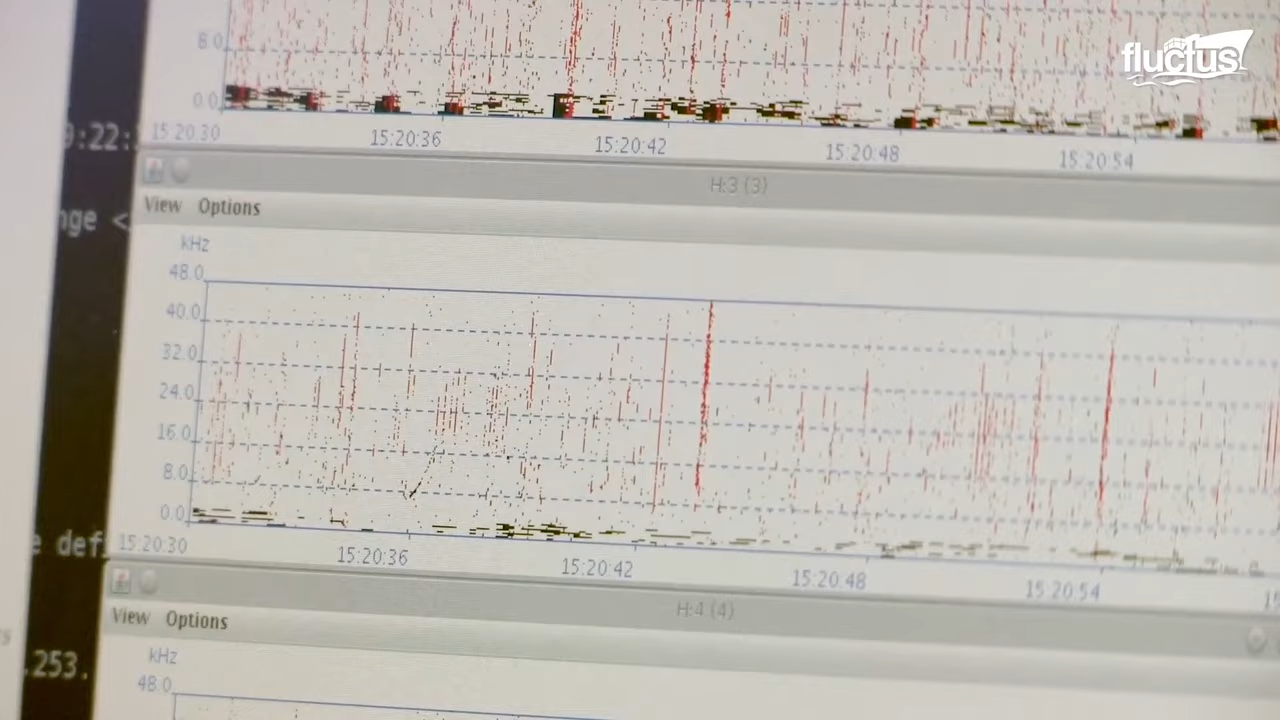 fluctus
8.0
0.0
15:20:30 15:20:36 15:20:42 15:20:48 15:20:54
H:3 (3)
View Options
kHz
48.0
40.0
32.0
24.0
16.0
8.0
0.0
15:20:30 15:20:36 15:20:42 15:20:48 15:20:54
H:4 (4)
View Options
kHz
48.0
9:22:
nge <
e def
.253.